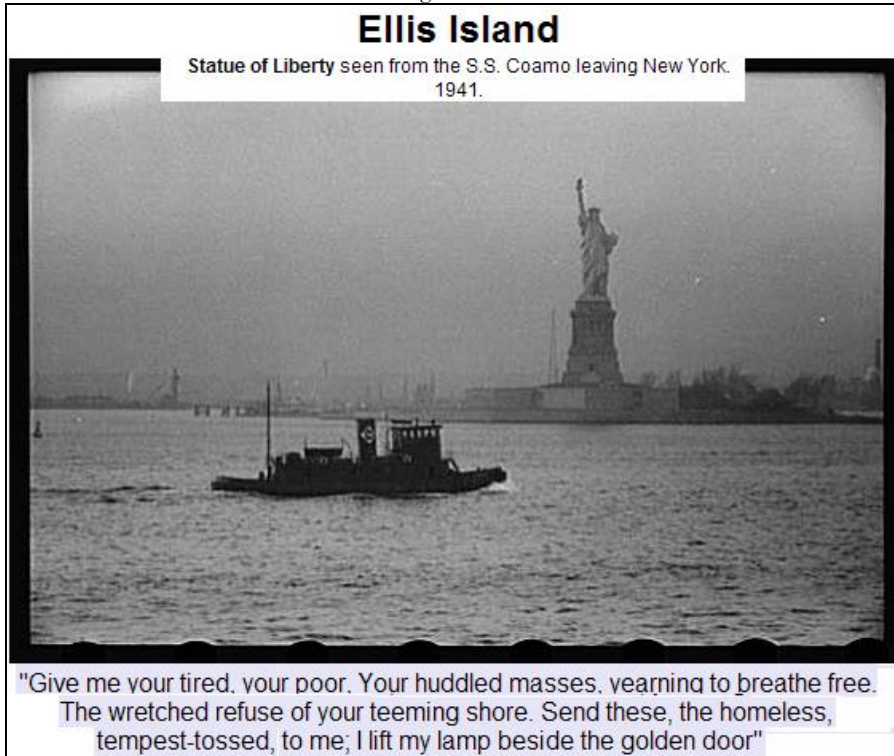 Ellis Island
Statue of Liberty seen from the S.S. Coamo leaving New York.
1941.
"Give me your tired, your poor, Your huddled masses, yearning to breathe free.
The wretched refuse of your teeming shore. Send these, the homeless,
tempest-tossed, to me; I lift my lamp beside the golden door"